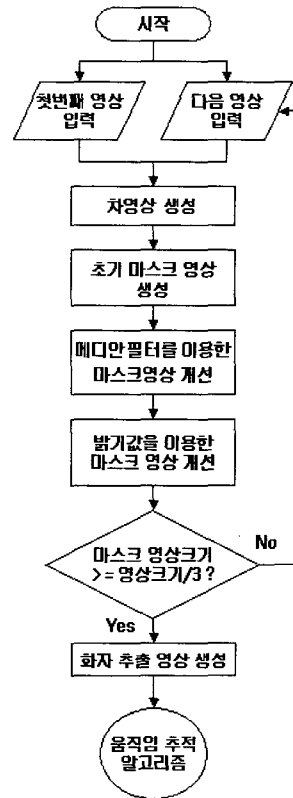 시작
첫번째 영상
입력
다음 영상
입력
차영상 생성
초기 마스크 영상
생성
메디안필터를 이용한
마스크영상 개선
밝기값을 이용한
마스크 영상 개선
마스크 영상크기
>= 영상크기/3 ?
No
Yes
화자 추출 영상 생성
움직임 추적
알고리즘